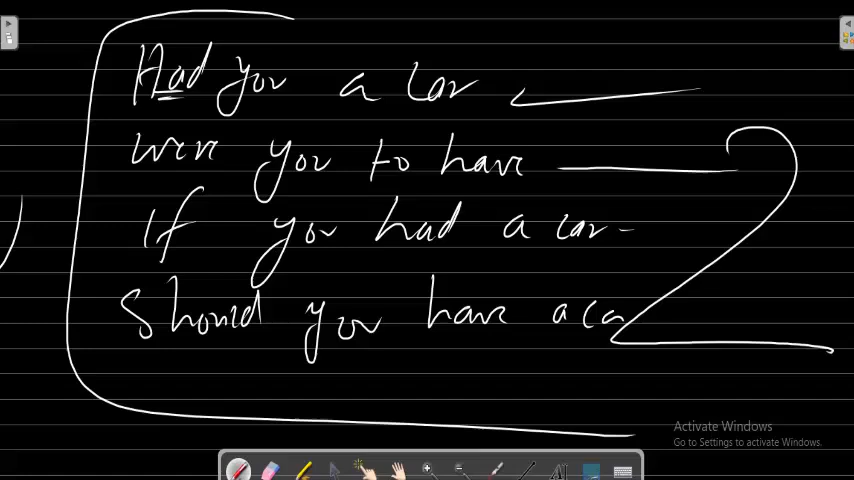 Had you a car
were you to have
If you had a car
Should you have a ca
Activate Windows
Go to Settings to activate Windows.